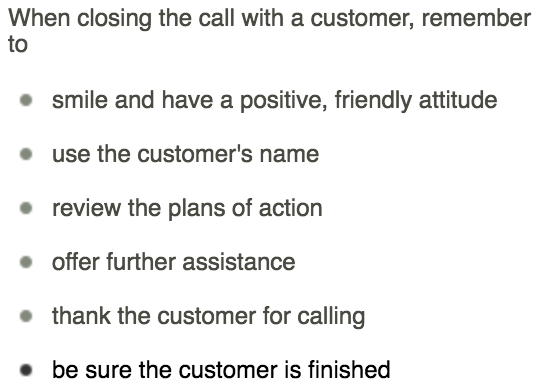 When closing the call with a customer, remember
to
smile and have a positive, friendly attitude
use the customer's name
review the plans of action
offer further assistance
thank the customer for calling
be sure the customer is finished